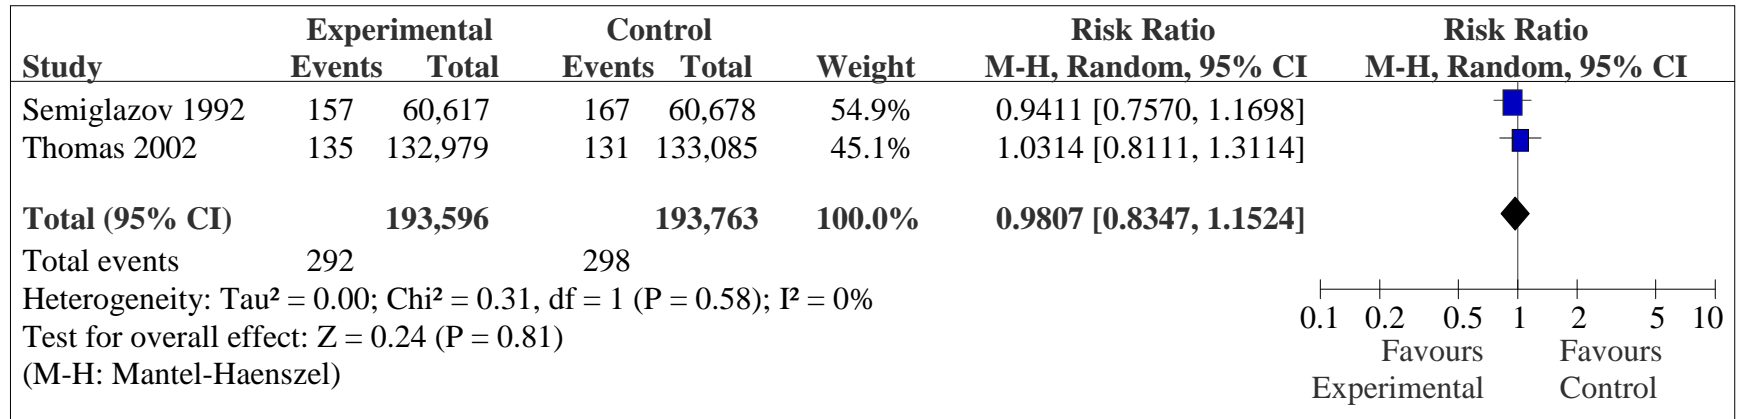 Experimental Control Risk Ratio Risk Ratio
Study Events Total Events Total Weight M-H, Random, 95% CI M-H, Random, 95% CI
Semiglazov 1992 157 60,617 167 60,678 54.9% 0.9411 [0.7570, 1.1698]
Thomas 2002 135 132,979 131 133,085 45.1% 1.0314 [0.8111, 1.3114]
Total (95% CI) 193,596 193,763 100.0% 0.9807 [0.8347, 1.1524]
Total events 292 298
Heterogeneity: Tau² = 0.00; Chi² = 0.31, df = 1 (P = 0.58); I² = 0%
Test for overall effect: Z = 0.24 (P = 0.81)
(M-H: Mantel-Haenszel)
0.1 0.2 0.5 1 2 5 10
Favours Favours
Experimental Control